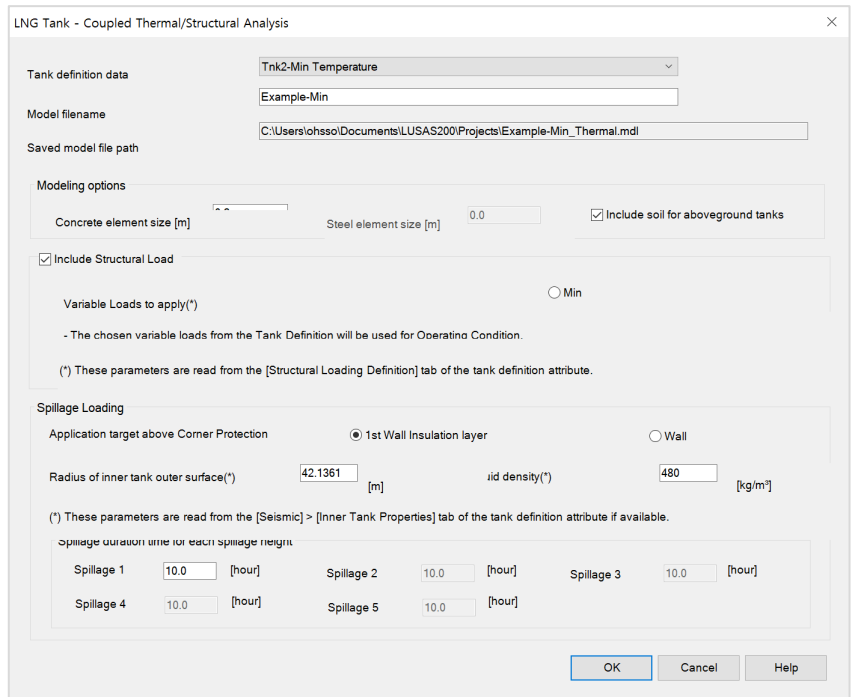 LNG Tank - Coupled Thermal/Structural Analysis
Tank definition data
Tnk2-Min Temperature
Model filename
Example-Min
Saved model file path
C:\Users\ohsso\Documents\LUSAS200\Projects\Example-Min_Thermal.mdl
Modeling options
Concrete element size [m]
Steel element size [m]
0.0
Include soil for aboveground tanks
Include Structural Load
Variable Loads to apply(*)
Min
- The chosen variable loads from the Tank Definition will be used for Operating Condition.
(*) These parameters are read from the [Structural Loading Definition] tab of the tank definition attribute.
Spillage Loading
Application target above Corner Protection
1st Wall Insulation layer
Wall
Radius of inner tank outer surface(*)
42.1361
[m]
density(*)
480
[kg/m³]
(*) These parameters are read from the [Seismic] > [Inner Tank Properties] tab of the tank definition attribute if available.
Spillage duration time for each spillage height
Spillage 1
10.0
[hour]
Spillage 2
10.0
[hour]
Spillage 3
10.0
[hour]
Spillage 4
10.0
[hour]
Spillage 5
10.0
[hour]
OK
Cancel
Help